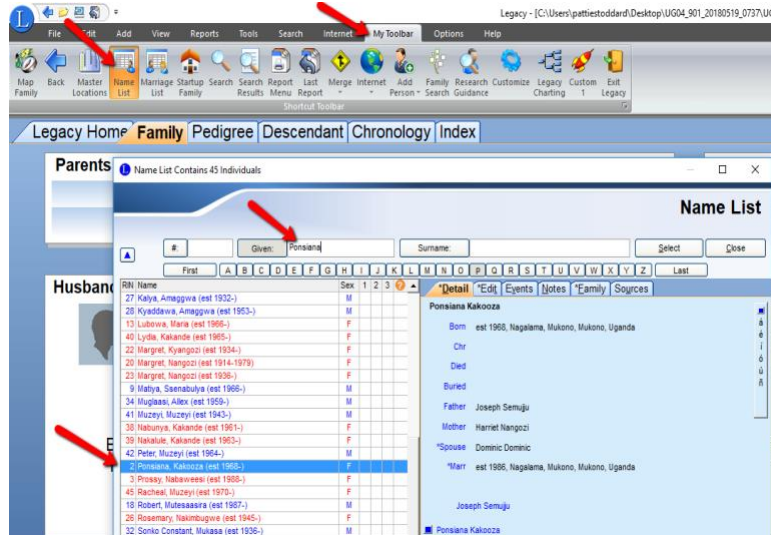 Legacy - [C:\Users\pattiestoddard\Desktop\UG04_901_20180519_0737\UG
File Edit Add View Reports Tools Search Internet My Toolbar Options Help
Map Family Back Master Locations Name List Marriage List Startup Family Search Search Results Report Menu Last Report Merge Internet Add Person Family Search Research Guidance Customize Legacy Charting Custom 1 Exit Legacy
Shortcut Toolbar
Legacy Home Family Pedigree Descendant Chronology Index
Parents
Name List Contains 45 Individuals
Name List
#: Given: Ponsiana Surname: Select Close
First A B C D E F G H I J K L M N O P Q R S T U V W X Y Z Last
Husban
RIN Name Sex 1 2 3
27 Kalya, Amaggwa (est 1932-) M
28 Kyaddawa, Amaggwa (est 1953-) M
13 Lubowa, Maria (est 1966-) F
40 Lydia, Kakande (est 1965-) F
22 Margret, Kyangozi (est 1934-) F
20 Margret, Nangozi (est 1914-1979) F
23 Margret, Nangozi (est 1936-) F
9 Matiya, Ssenabulya (est 1966-) M
34 Muglaasi, Allex (est 1959-) M
41 Muzeyi, Muzeyi (est 1943-) M
38 Nabunya, Kakande (est 1961-) F
39 Nakalule, Kakande (est 1963-) F
42 Peter, Muzeyi (est 1964-) M
2 Ponsiana, Kakooza (est 1968-) F
3 Prossy, Nabaweesi (est 1988-) F
45 Racheal, Muzeyi (est 1970-) F
18 Robert, Mutesaasira (est 1987-) M
26 Rosemary, Nakimbugwe (est 1945-) F
32 Sonko Constant, Mukasa (est 1936-) M
*Detail *Edit Events Notes *Family Sources
Ponsiana Kakooza
Born est 1968, Nagalama, Mukono, Mukono, Uganda
Chr
Died
Buried
Father Joseph Semujju
Mother Harriet Nangozi
*Spouse Dominic Dominic
*Marr est 1986, Nagalama, Mukono, Mukono, Uganda
Joseph Semujju
Ponsiana Kakooza
á
é
í
ó
ú
ñ